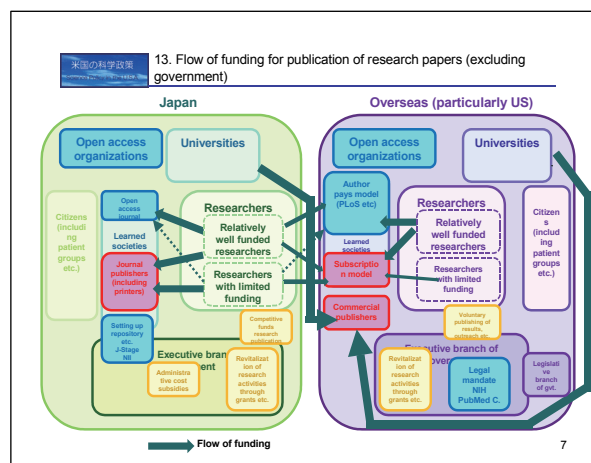 米国の科学政策
13. Flow of funding for publication of research papers (excluding
government)
Japan
Overseas (particularly US)
Open access
organizations
Universities
Open access
organizations
Universities
Citizens
(includi
ng
patient
groups
etc.)
Open
access
journal
Learned
societies
Journal
publishers
(including
printers)
Setting up
repository
etc.
J-Stage
NII
Researchers
Relatively
well funded
researchers
Researchers
with limited
funding
Competitive
funds
research
publication
Executive bran
ment
Administra
tive cost
subsidies
Revitalizat
ion of
research
activities
through
grants etc.
Author
pays model
(PLoS etc)
Learned
societies
Subscriptio
n model
Commercial
publishers
Researchers
Relatively
well funded
researchers
Researchers
with limited
funding
Citizen
s
(includi
ng
patient
groups
etc.)
Voluntary
publishing of
results,
outreach etc.
Executive branch of
over
Revitalizat
ion of
research
activities
through
grants etc.
Legal
mandate
NIH
PubMed C.
Legislati
ve
branch
of gvt.
Flow of funding
7